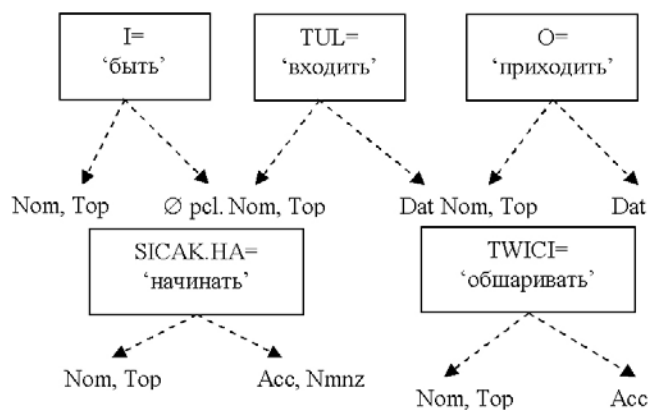 I= TUL= O=
‘быть’ ‘входить’ ‘приходить’
Nom, Top ∅ pcl. Nom, Top Dat Nom, Top Dat
SICAK.HA= TWICI=
‘начинать’ ‘обшаривать’
Nom, Top Acc, Nmnz
Nom, Top Acc